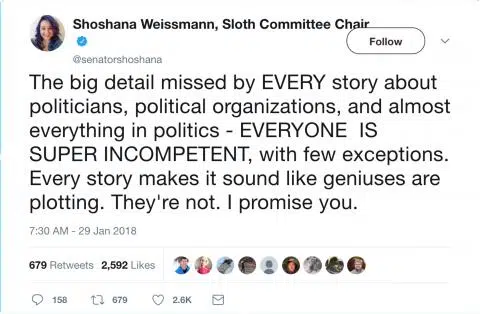 Shoshana Weissmann, Sloth Committee Chair
Follow
@senatorshoshana
The big detail missed by EVERY story about
politicians, political organizations, and almost
everything in politics - EVERYONE IS
SUPER INCOMPETENT, with few exceptions.
Every story makes it sound like geniuses are
plotting. They're not. I promise you.
7:30 AM - 29 Jan 2018
679 Retweets 2,592 Likes
158 679 2.6K